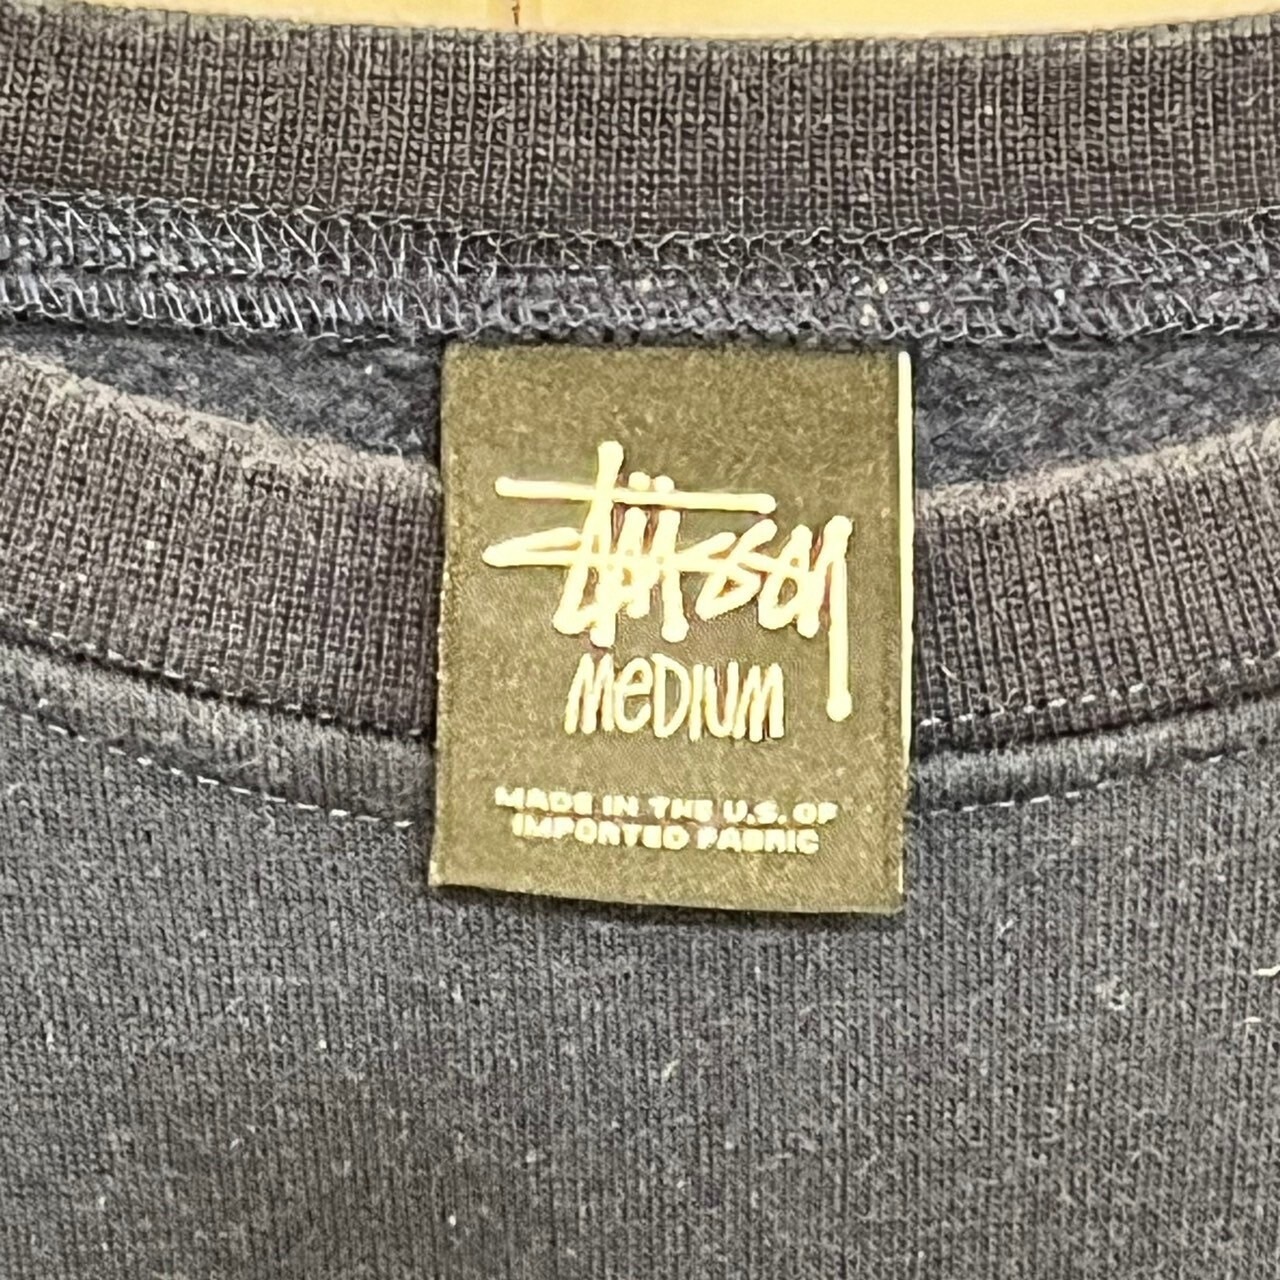 Stüssy
MEDIUM
MADE IN THE U.S. OF
IMPORTED FABRIC